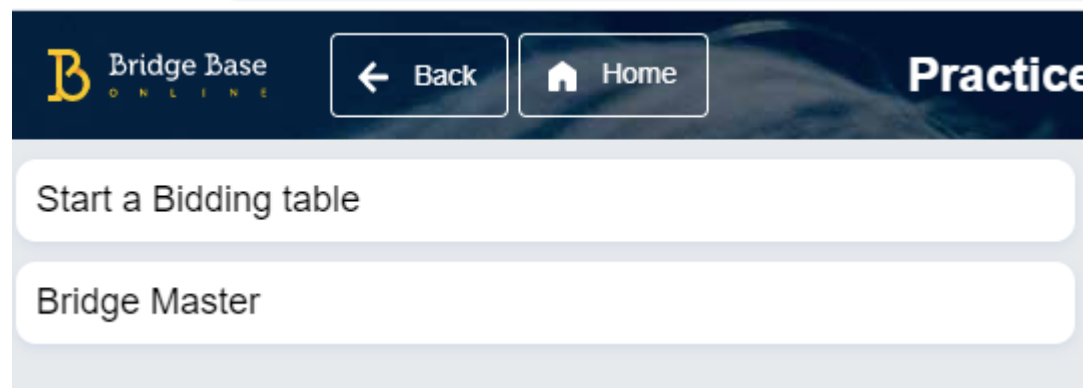 Bridge Base
ONLINE
Back
Home
Practice
Start a Bidding table
Bridge Master